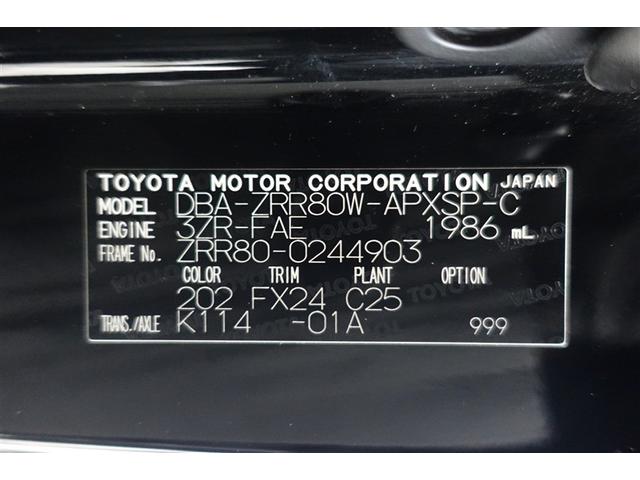 TOYOTA MOTOR CORPORATION JAPAN
MODEL DBA-ZRR80W-APXSP-C
ENGINE 3ZR-FAE 1986 mL
FRAME No. ZRR80-0244903
COLOR TRIM PLANT OPTION
202 FX24 C25
TRANS./AXLE K114 -01A 999